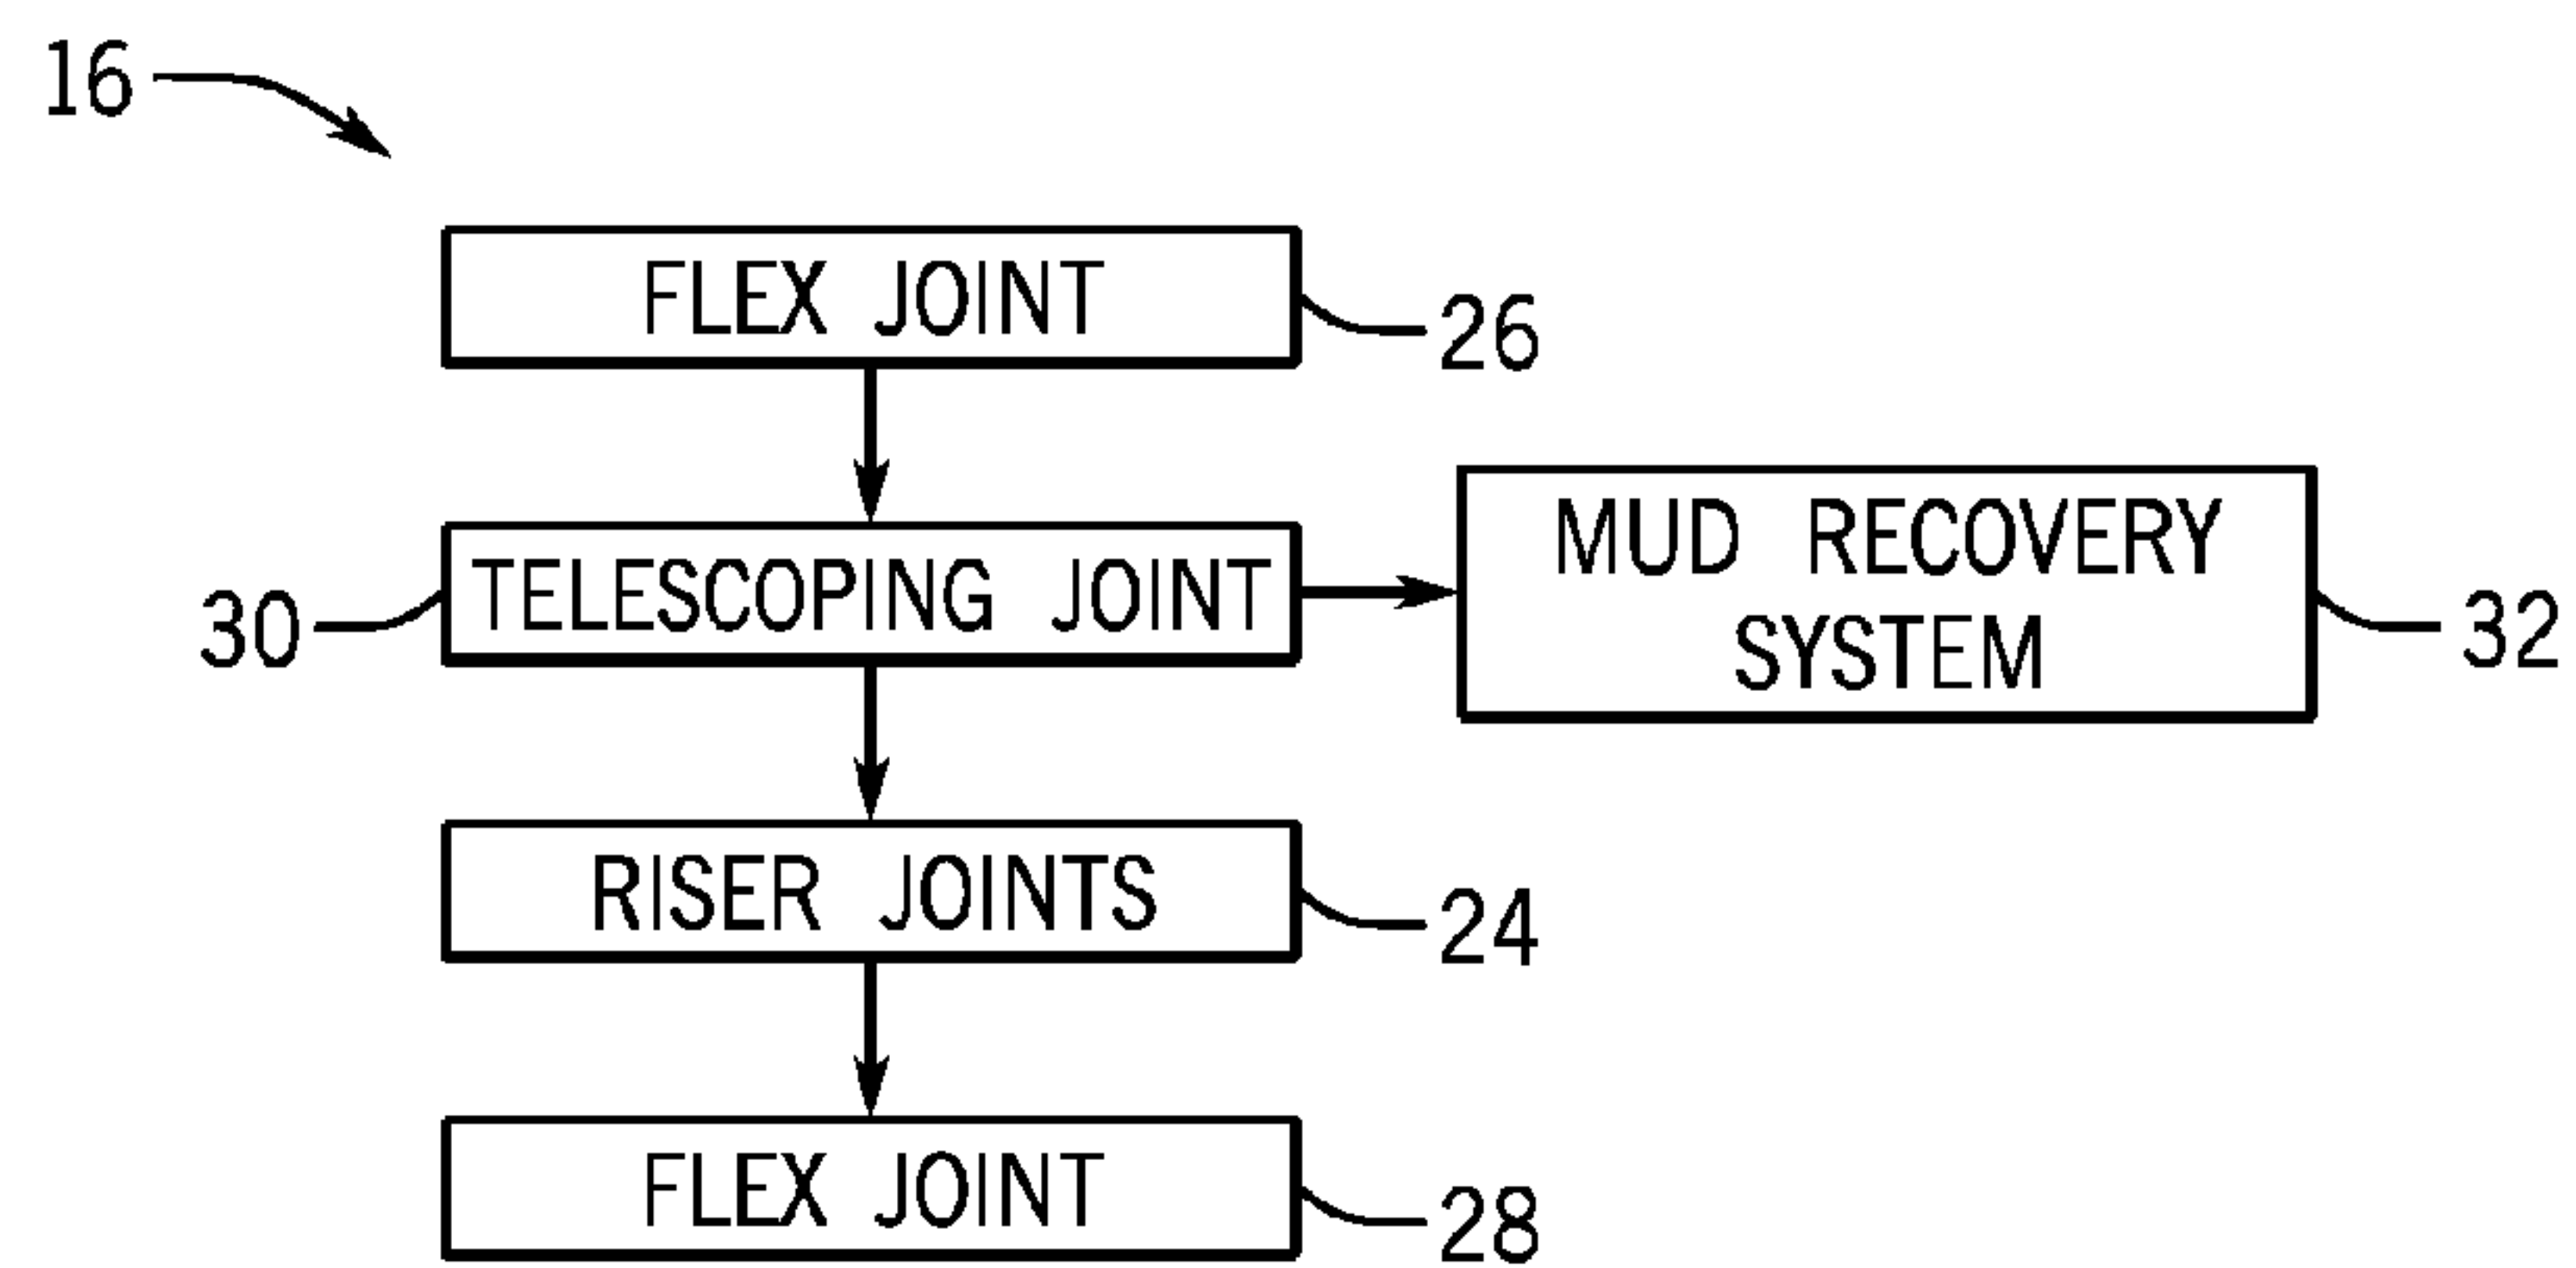 16
FLEX JOINT
26
TELESCOPING JOINT
30
MUD RECOVERY
SYSTEM
32
RISER JOINTS
24
FLEX JOINT
28